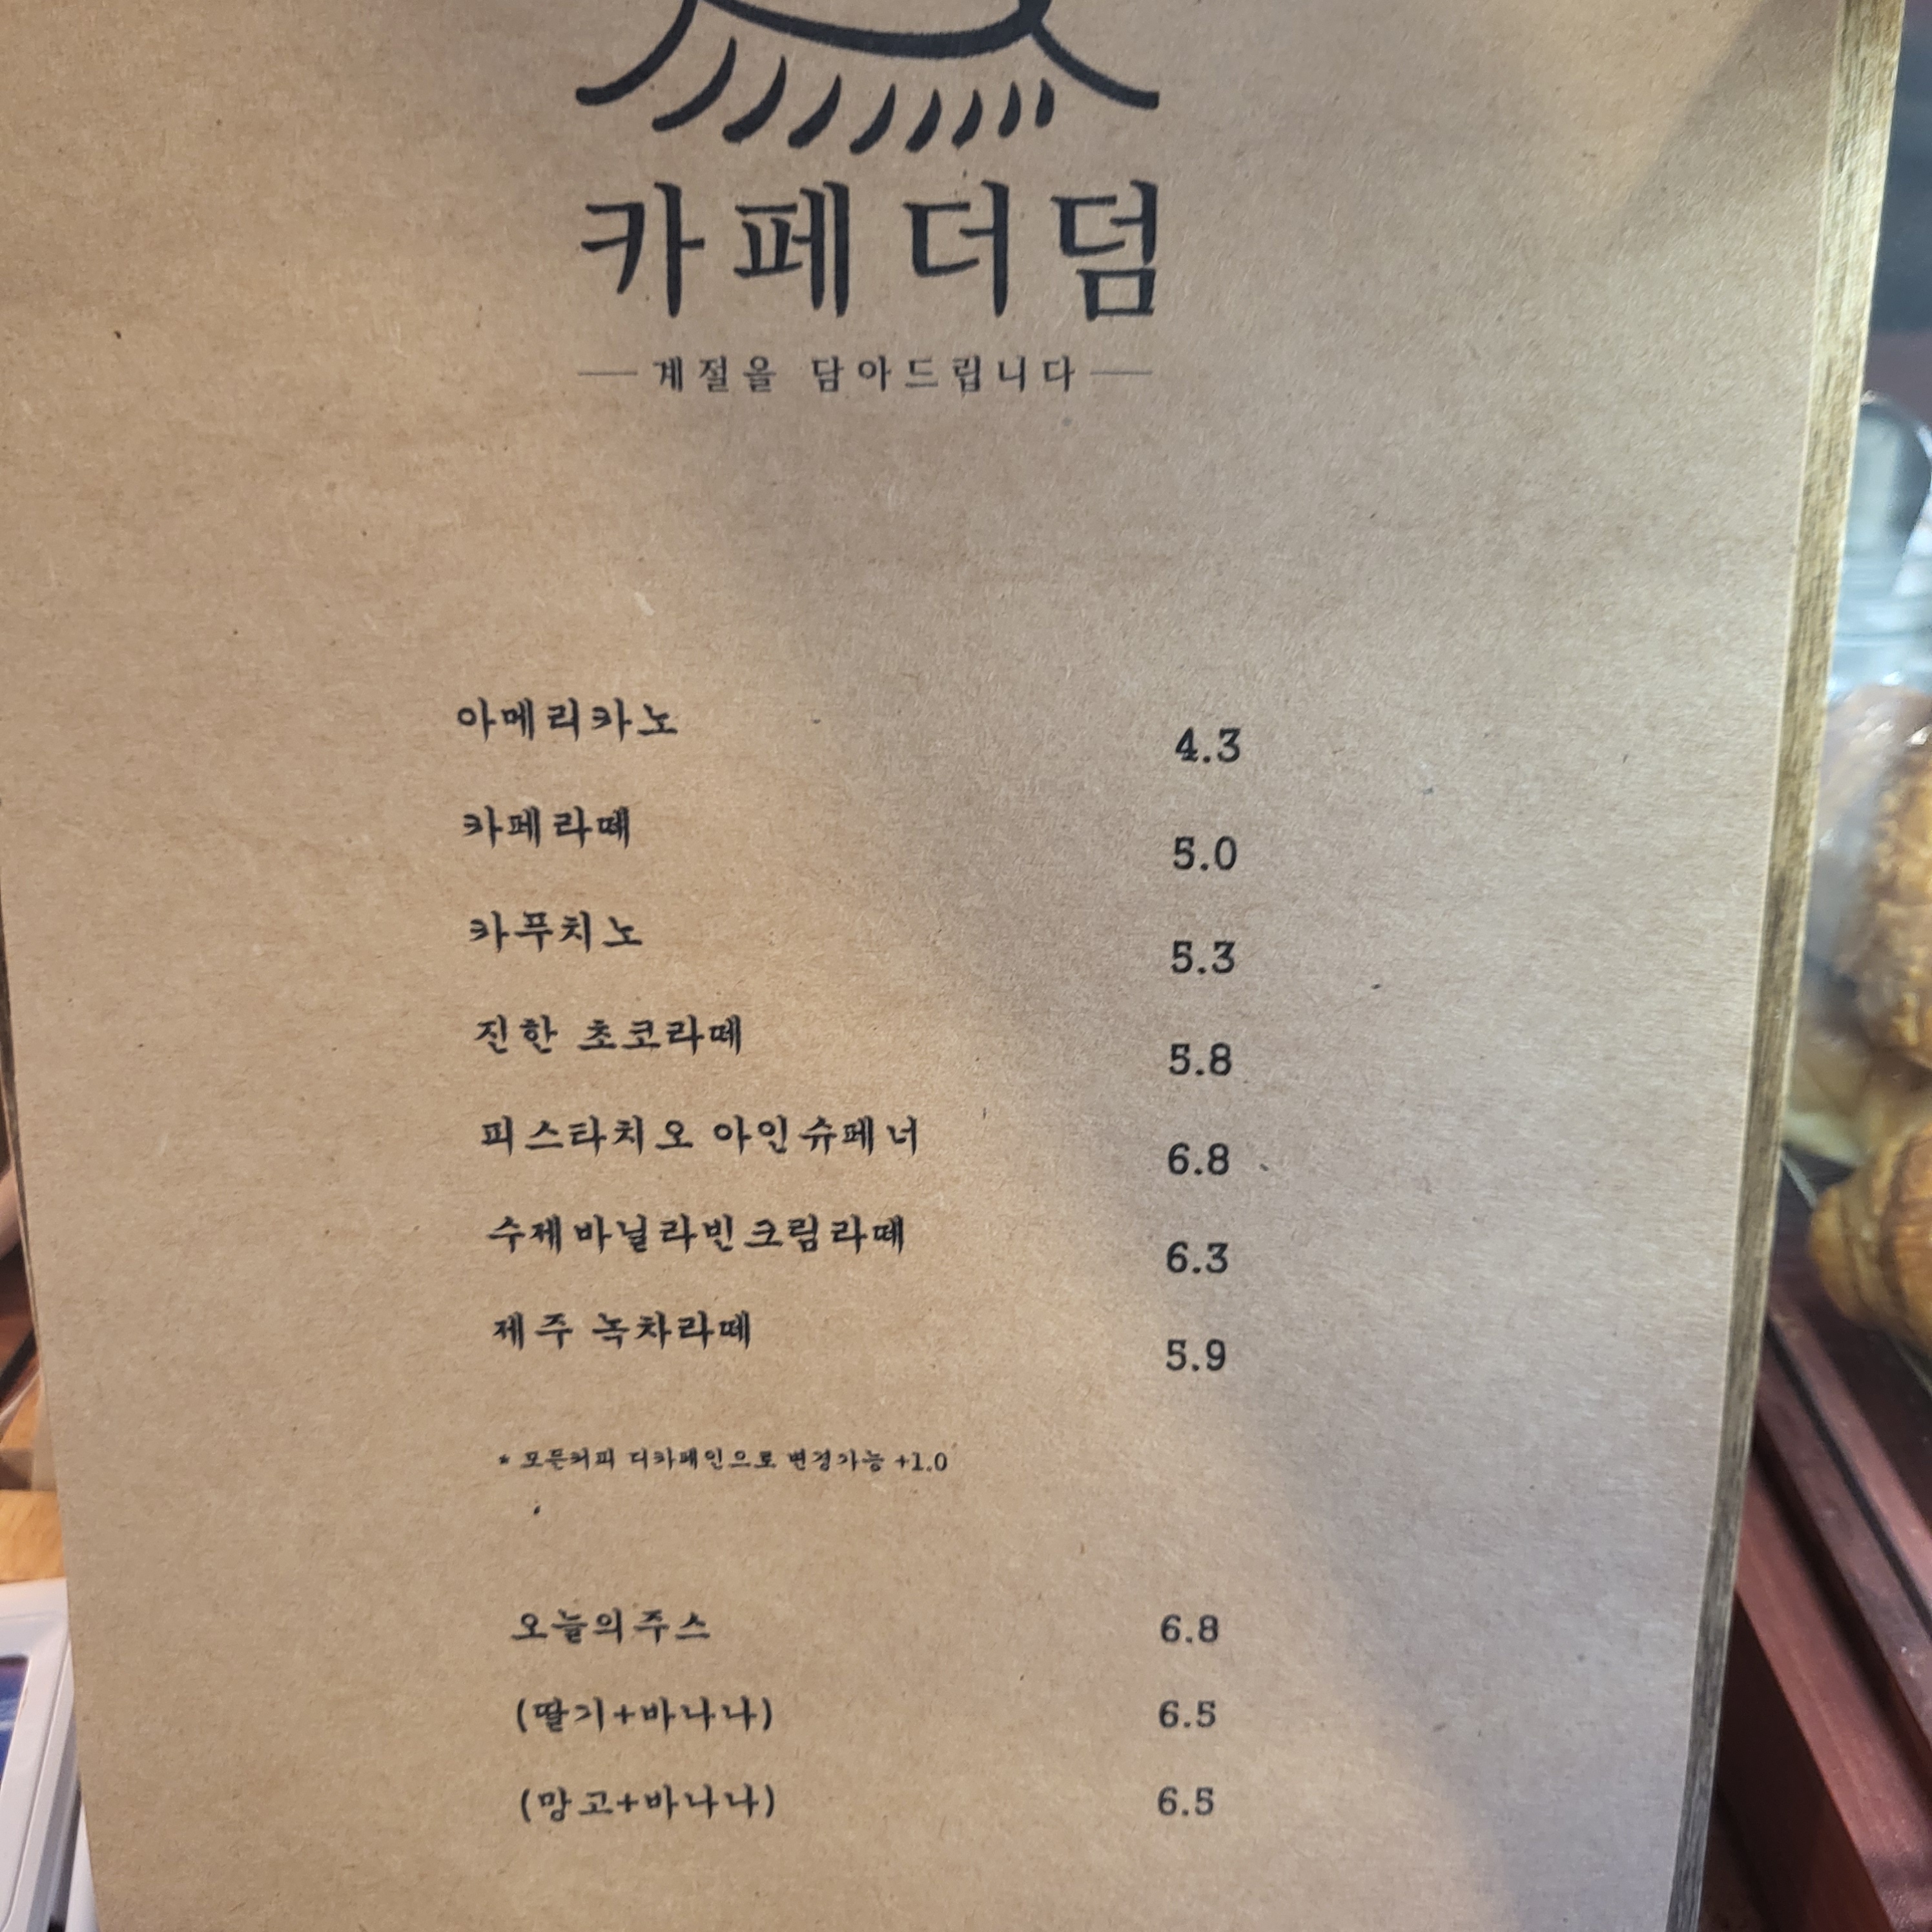 카페더덤
계절을 담아드립니다
아메리카노 4.3
카페라떼 5.0
카푸치노 5.3
진한 초코라떼 5.8
피스타치오 아인슈페너 6.8
수제바닐라빈크림라떼 6.3
제주 녹차라떼 5.9
* 모든커피 디카페인으로 변경가능 +1.0
오늘의주스 6.8
(딸기+바나나) 6.5
(망고+바나나) 6.5